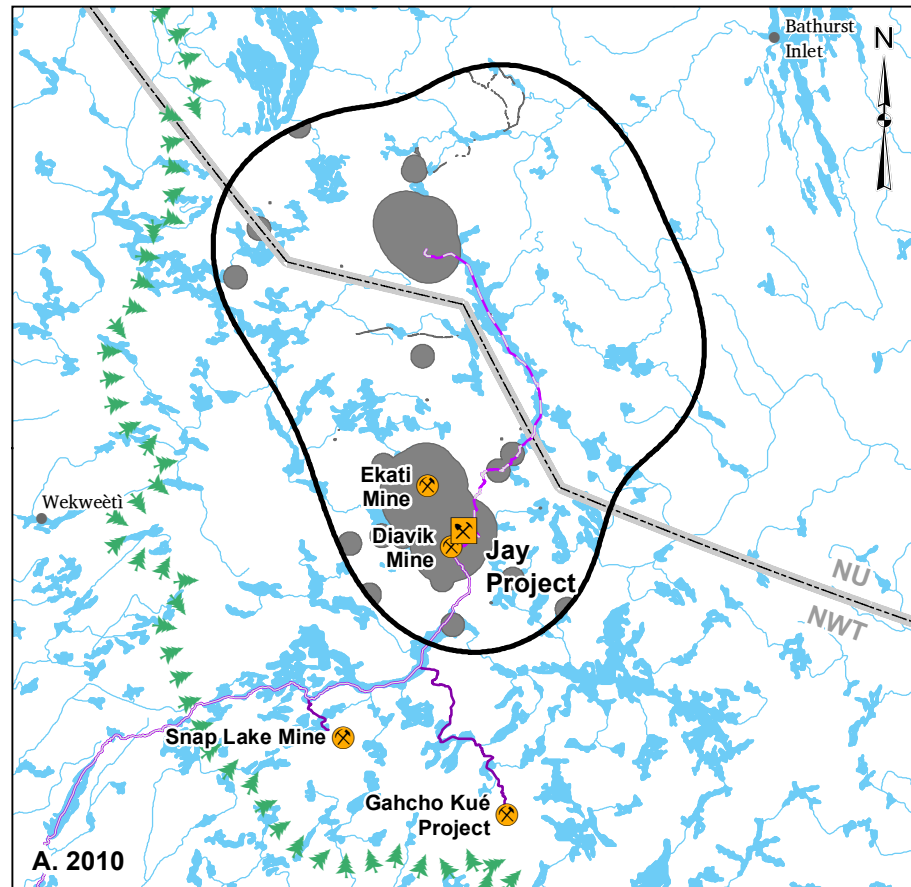 Bathurst
Inlet
N
Ekati
Mine
Wekweètì
Diavik
Mine
Jay
Project
NU
NWT
Snap Lake Mine
Gahcho Kué
Project
A. 2010